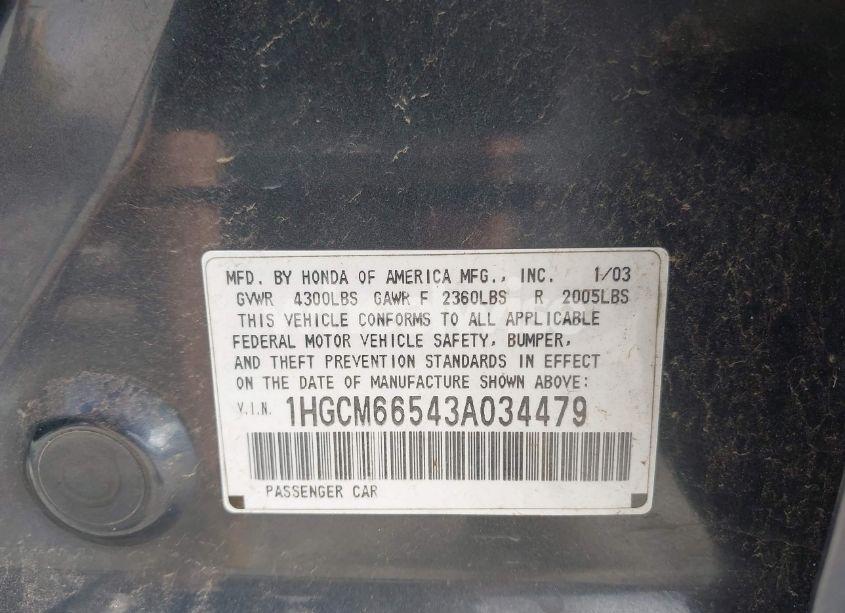 MFD. BY HONDA OF AMERICA MFG., INC. 1/03
GVWR 4300LBS GAWR F 2360LBS R 2005LBS
THIS VEHICLE CONFORMS TO ALL APPLICABLE
FEDERAL MOTOR VEHICLE SAFETY, BUMPER,
AND THEFT PREVENTION STANDARDS IN EFFECT
ON THE DATE OF MANUFACTURE SHOWN ABOVE:
V.I.N. 1HGCM66543A034479
PASSENGER CAR